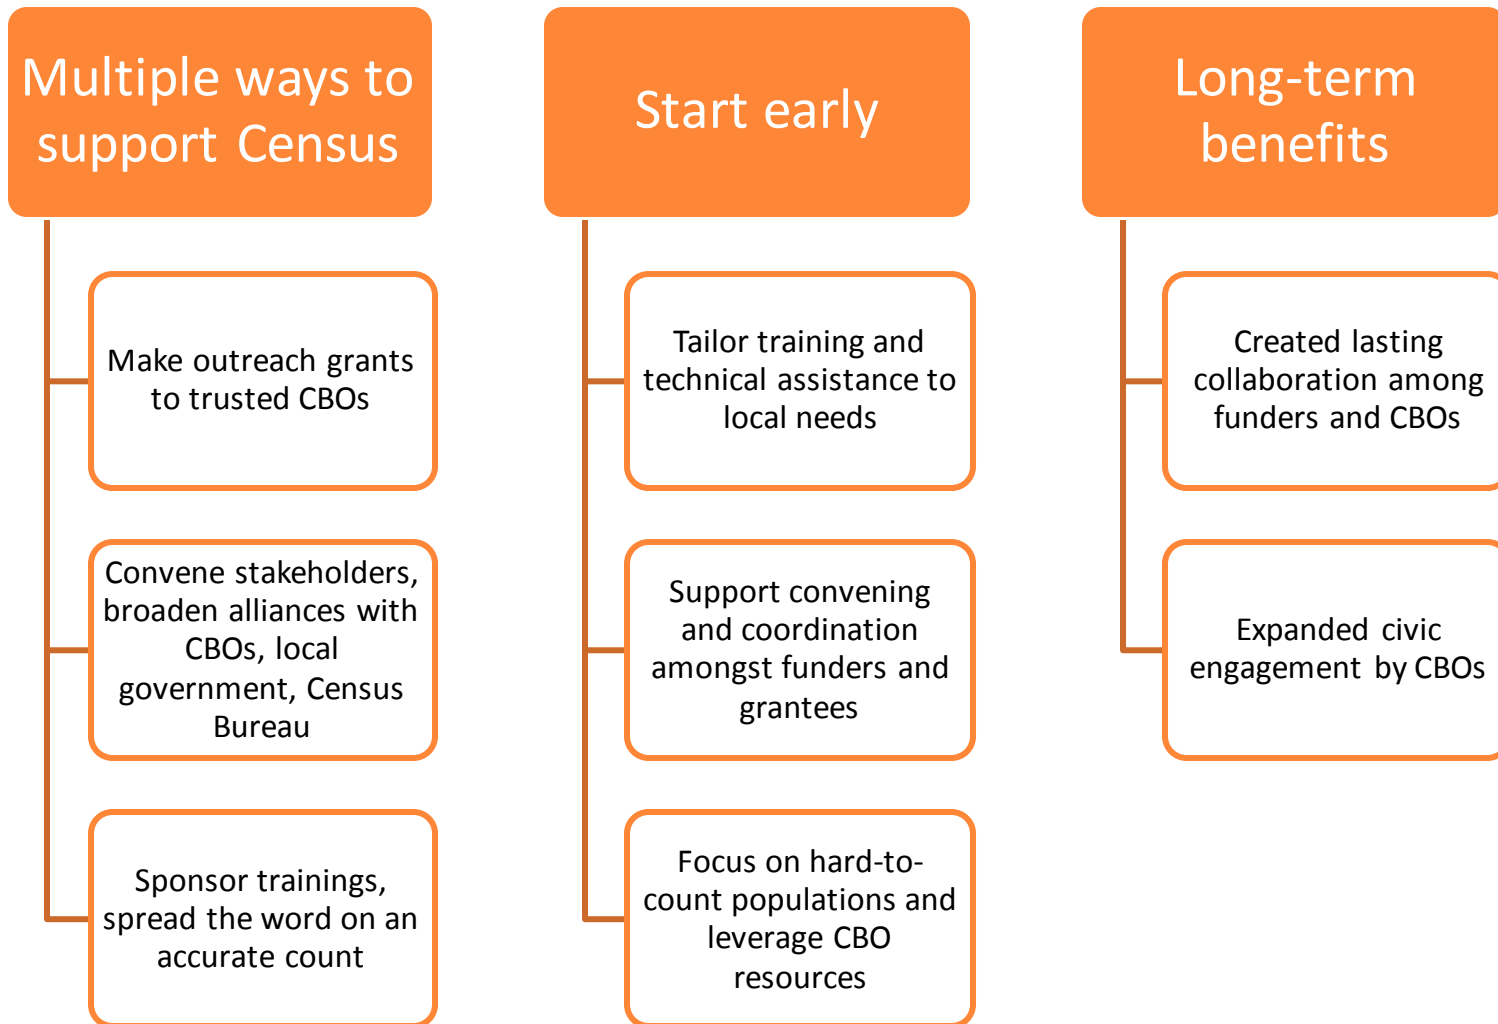 Multiple ways to
support Census
Make outreach grants
to trusted CBOs
Convene stakeholders,
broaden alliances with
CBOs, local
government, Census
Bureau
Sponsor trainings,
spread the word on an
accurate count
Start early
Tailor training and
technical assistance to
local needs
Support convening
and coordination
amongst funders and
grantees
Focus on hard-to-
count populations and
leverage CBO
resources
Long-term
benefits
Created lasting
collaboration among
funders and CBOs
Expanded civic
engagement by CBOs